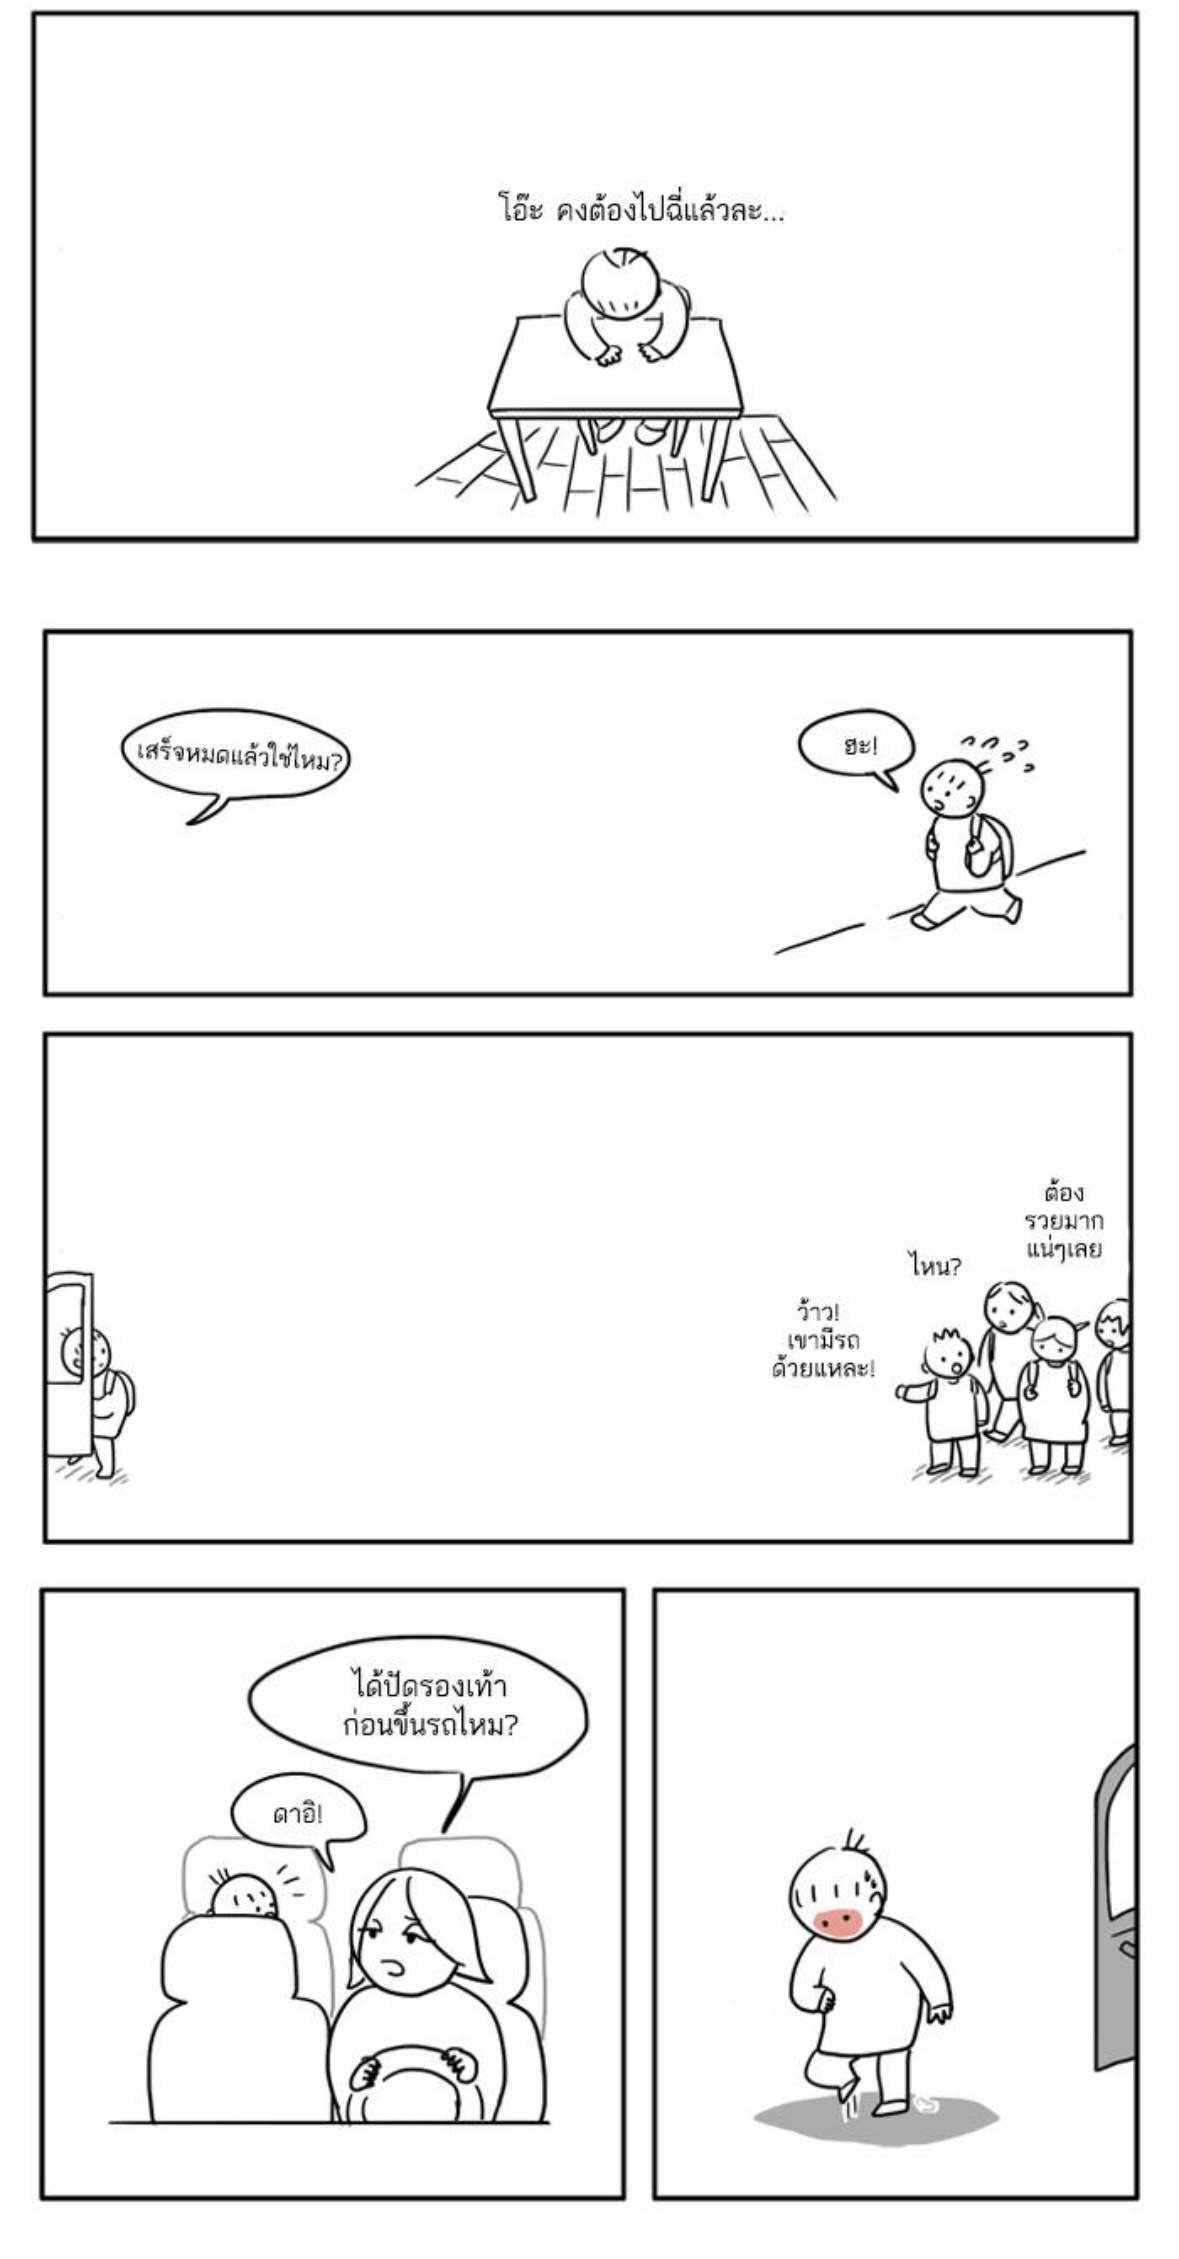 โอ๊ะ คงต้องไปฉี่แล้วละ...
เสร็จหมดแล้วใช่ไหม?
ฮะ!
ต้อง
รวยมาก
แน่ๆเลย
ไหน?
ว้าว!
เขามีรถ
ด้วยแหละ!
ได้ปัดรองเท้า
ก่อนขึ้นรถไหม?
ดาอิ!